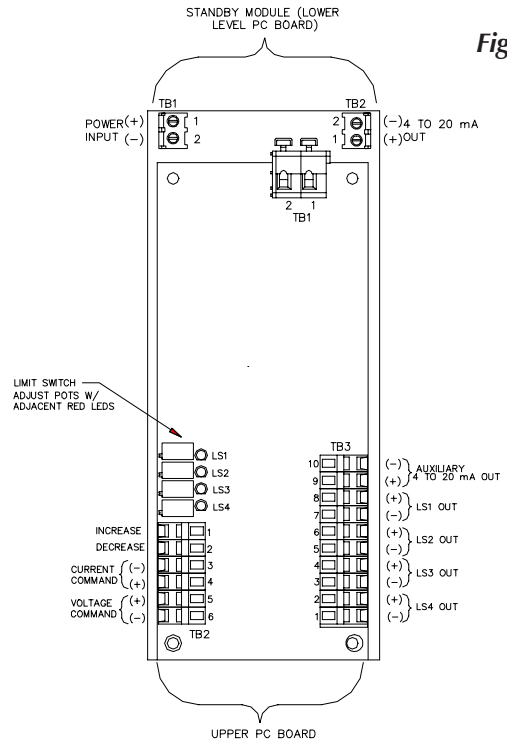 STANDBY MODULE (LOWER
LEVEL PC BOARD)
Fig
TB1
TB2
POWER (+) 1
INPUT (-) 2
2 (-) 4 TO 20 mA
1 (+) OUT
2 1
TB1
LIMIT SWITCH
ADJUST POTS W/
ADJACENT RED LEDS
LS1
LS2
LS3
LS4
INCREASE 1
DECREASE 2
CURRENT COMMAND (-) 3
(+) 4
VOLTAGE COMMAND (+) 5
(-) 6
TB2
TB3
10 (-) AUXILIARY
9 (+) 4 TO 20 mA OUT
8 (+) LS1 OUT
7 (-)
6 (+) LS2 OUT
5 (-)
4 (+) LS3 OUT
3 (-)
2 (+) LS4 OUT
1 (-)
UPPER PC BOARD